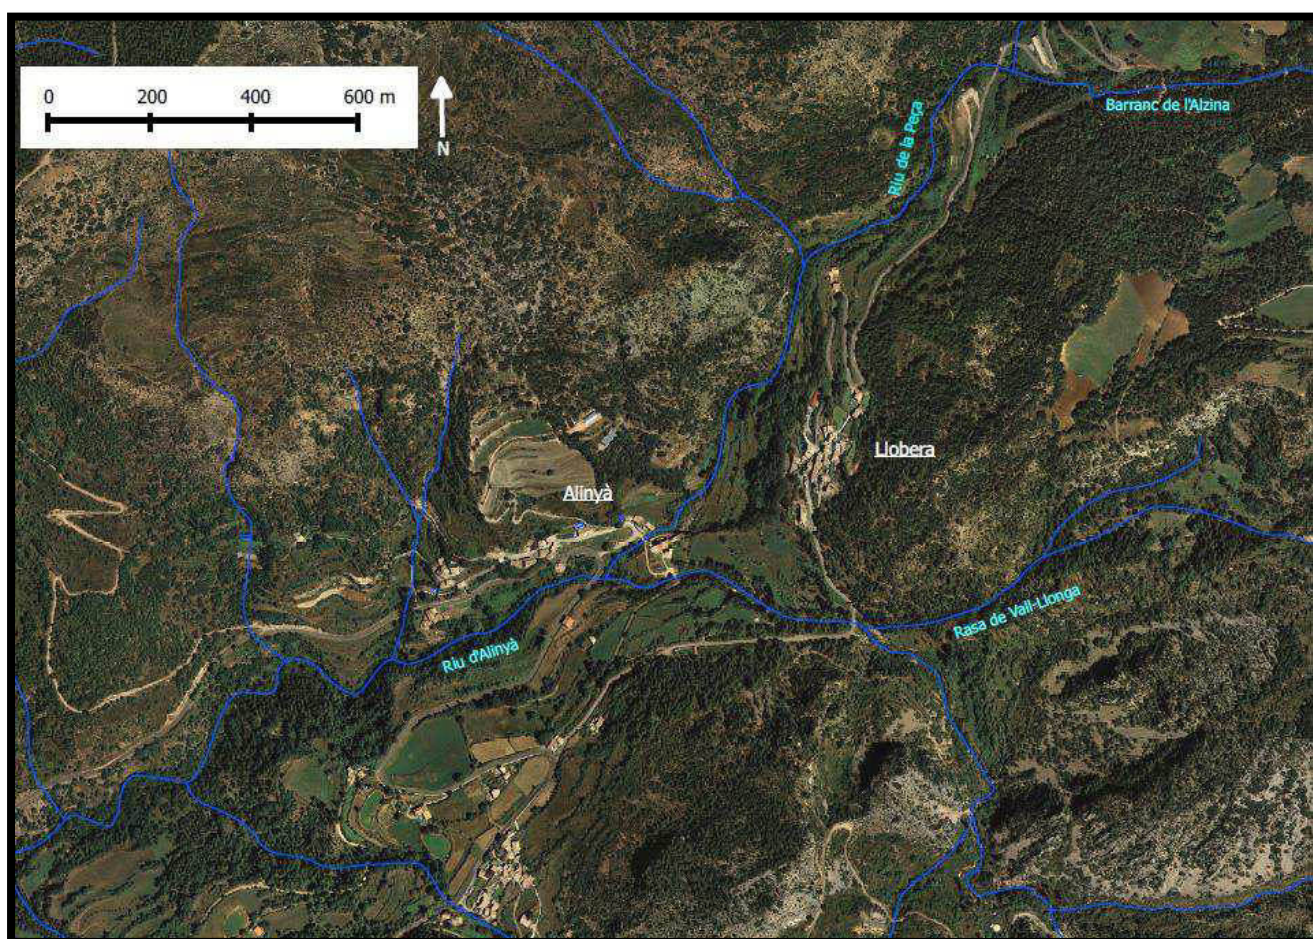 0 200 400 600 m
N
Barranc de l'Alzina
Riu de la Peça
Llobera
Alinyà
Rasa de Vall-Llonga
Riu d'Alinyà